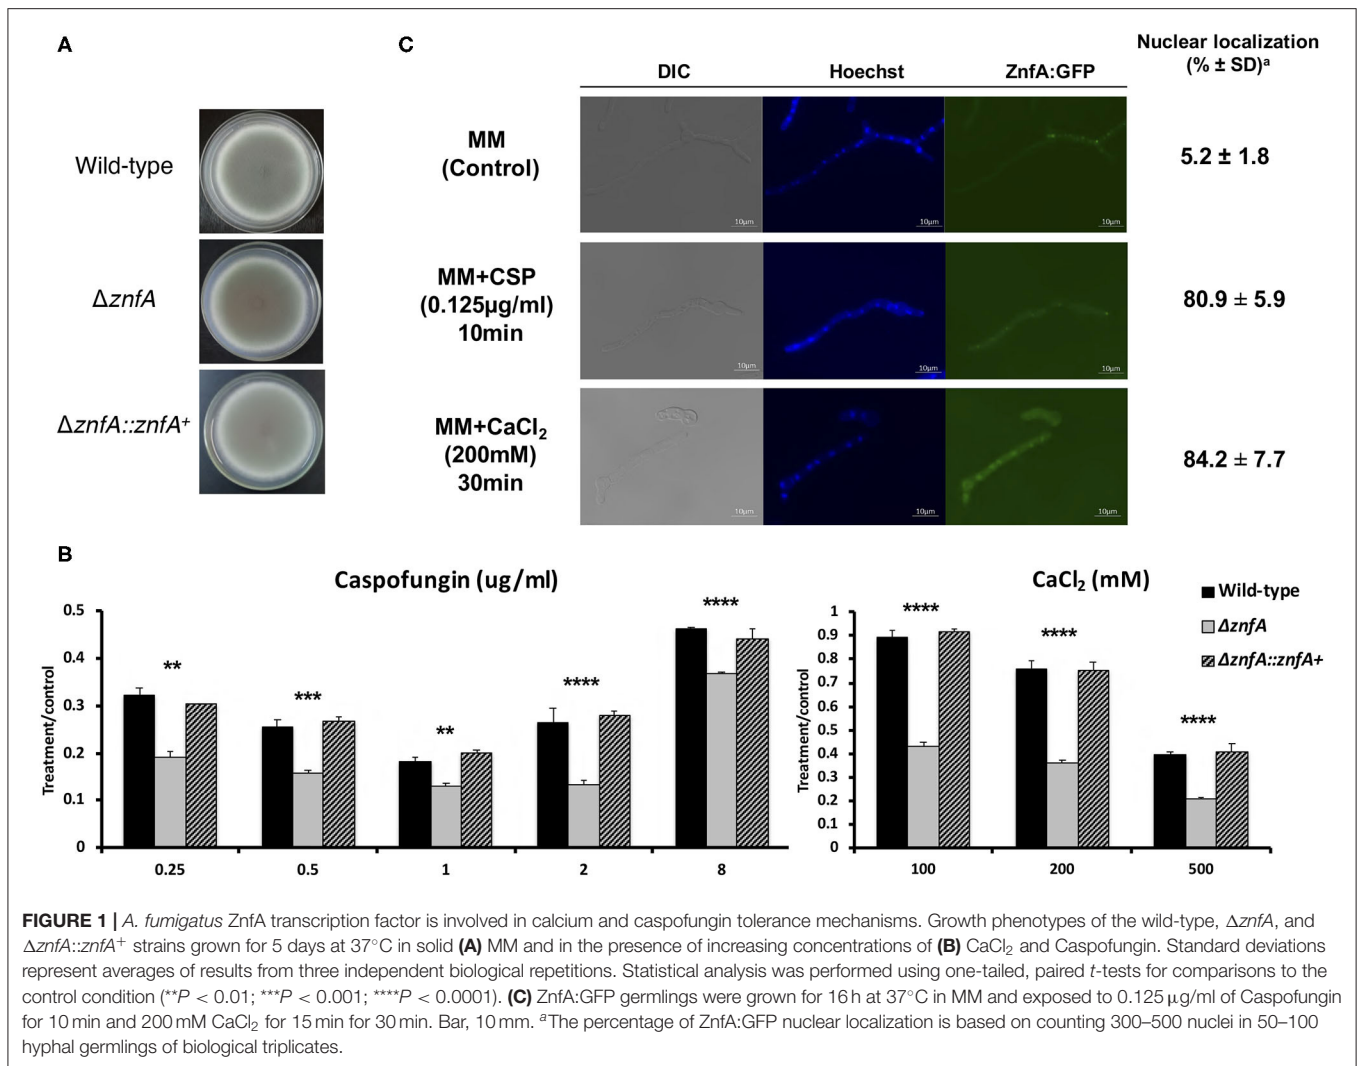 A
Wild-type
ΔznfA
ΔznfA::znfA⁺
C
DIC
Hoechst
ZnfA:GFP
Nuclear localization
(% ± SD)ᵃ
MM
(Control)
10µm
10µm
10µm
5.2 ± 1.8
MM+CSP
(0.125µg/ml)
10min
10µm
10µm
10µm
80.9 ± 5.9
MM+CaCl₂
(200mM)
30min
10µm
10µm
10µm
84.2 ± 7.7
B
Caspofungin (ug/ml)
Treatment/control
0.5
0.4
0.3
0.2
0.1
0
**
***
**
****
****
0.25
0.5
1
2
8
CaCl₂ (mM)
Treatment/control
1
0.9
0.8
0.7
0.6
0.5
0.4
0.3
0.2
0.1
0
****
****
****
100
200
500
Wild-type
ΔznfA
ΔznfA::znfA+
FIGURE 1 | A. fumigatus ZnfA transcription factor is involved in calcium and caspofungin tolerance mechanisms. Growth phenotypes of the wild-type, ΔznfA, and
ΔznfA::znfA⁺ strains grown for 5 days at 37°C in solid (A) MM and in the presence of increasing concentrations of (B) CaCl₂ and Caspofungin. Standard deviations
represent averages of results from three independent biological repetitions. Statistical analysis was performed using one-tailed, paired t-tests for comparisons to the
control condition (**P < 0.01; ***P < 0.001; ****P < 0.0001). (C) ZnfA:GFP germlings were grown for 16 h at 37°C in MM and exposed to 0.125 µg/ml of Caspofungin
for 10 min and 200 mM CaCl₂ for 15 min for 30 min. Bar, 10 mm. ᵃThe percentage of ZnfA:GFP nuclear localization is based on counting 300–500 nuclei in 50–100
hyphal germlings of biological triplicates.